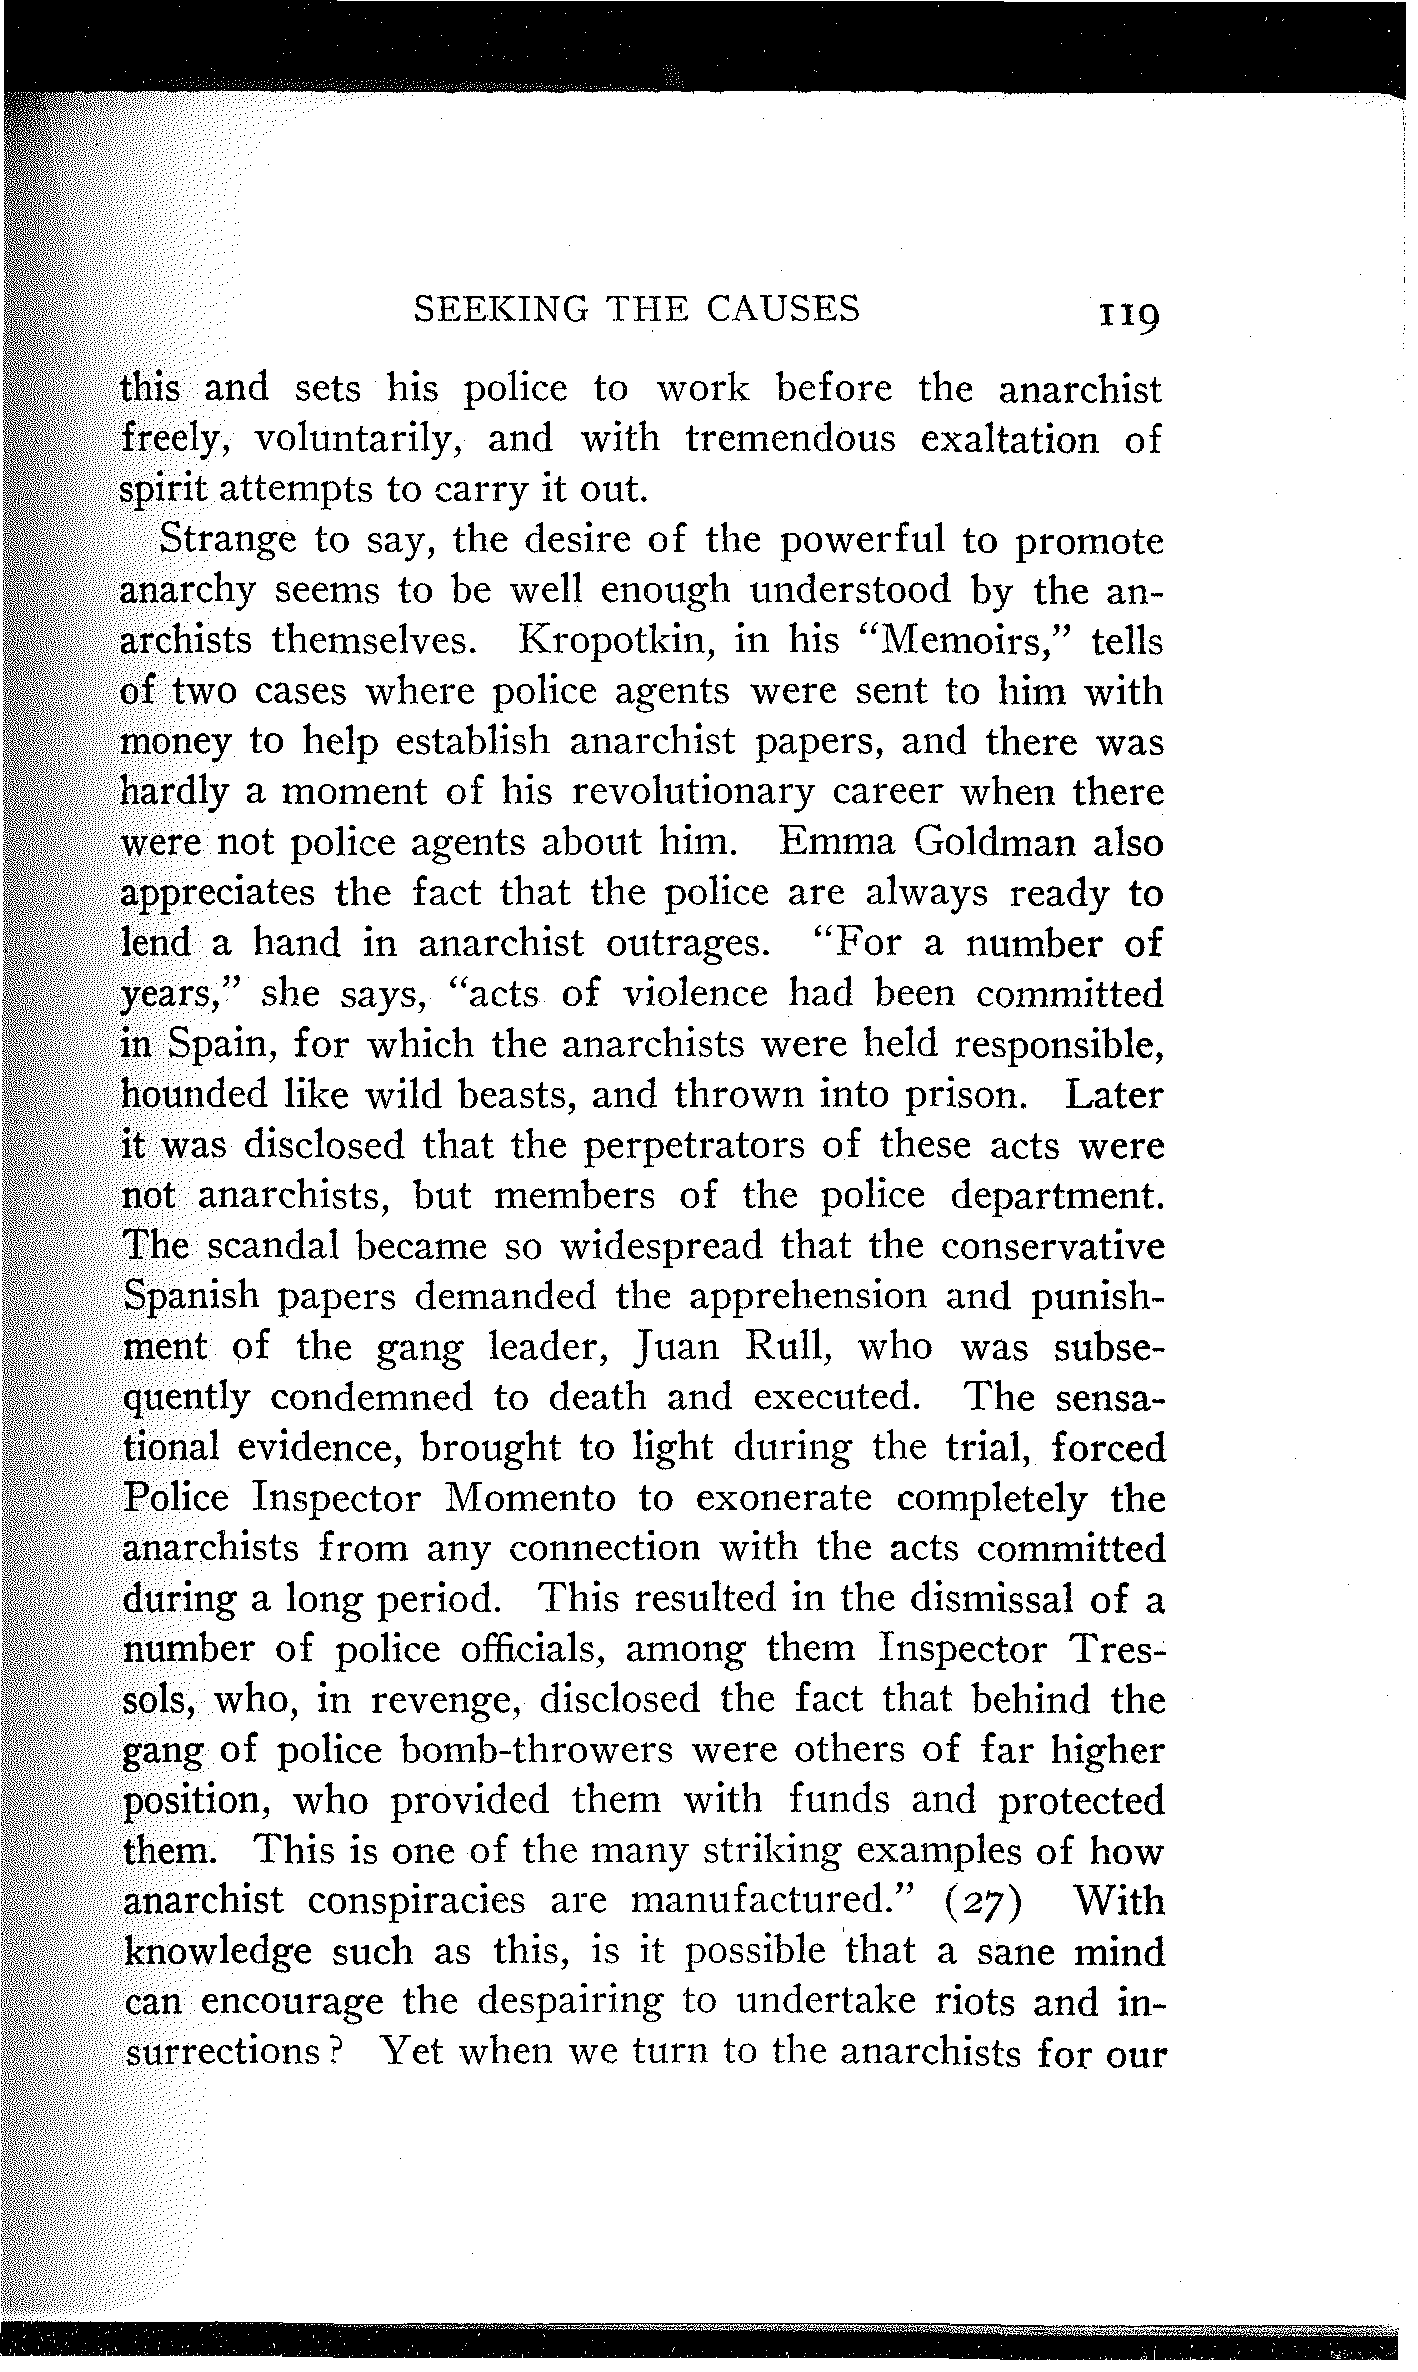 SEEKING THE CAUSES 119
this and sets his police to work before the anarchist
freely, voluntarily, and with tremendous exaltation of
spirit attempts to carry it out.
Strange to say, the desire of the powerful to promote
anarchy seems to be well enough understood by the an-
archists themselves. Kropotkin, in his “Memoirs,” tells
of two cases where police agents were sent to him with
money to help establish anarchist papers, and there was
hardly a moment of his revolutionary career when there
were not police agents about him. Emma Goldman also
appreciates the fact that the police are always ready to
lend a hand in anarchist outrages. “For a number of
years,” she says, “acts of violence had been committed
in Spain, for which the anarchists were held responsible,
hounded like wild beasts, and thrown into prison. Later
it was disclosed that the perpetrators of these acts were
not anarchists, but members of the police department.
The scandal became so widespread that the conservative
Spanish papers demanded the apprehension and punish-
ment of the gang leader, Juan Rull, who was subse-
quently condemned to death and executed. The sensa-
tional evidence, brought to light during the trial, forced
Police Inspector Momento to exonerate completely the
anarchists from any connection with the acts committed
during a long period. This resulted in the dismissal of a
number of police officials, among them Inspector Tres-
sols, who, in revenge, disclosed the fact that behind the
gang of police bomb-throwers were others of far higher
position, who provided them with funds and protected
them. This is one of the many striking examples of how
anarchist conspiracies are manufactured.” (27) With
knowledge such as this, is it possible that a sane mind
can encourage the despairing to undertake riots and in-
surrections? Yet when we turn to the anarchists for our